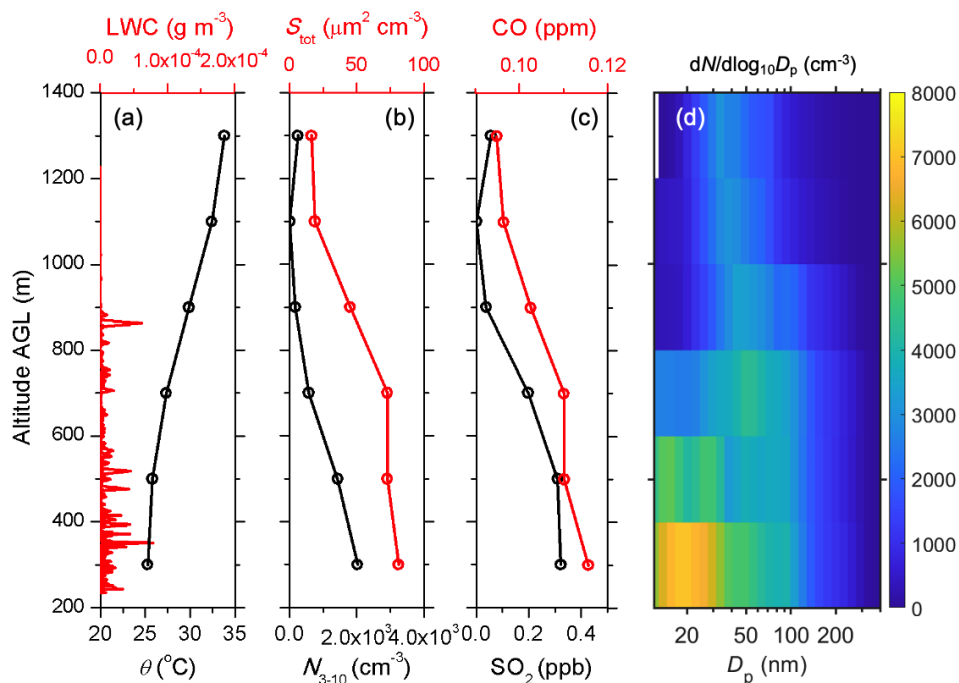 LWC (g m⁻³)
0.0
1.0x10⁻⁴
2.0x10⁻⁴
S_tot (μm² cm⁻³)
0 50 100
CO (ppm)
0.10 0.12
dN/dlog₁₀Dₚ (cm⁻³)
(a) (b) (c) (d)
Altitude AGL (m)
1400
1200
1000
800
600
400
200
20 25 30 35
θ (°C)
0.0 2.0x10³ 4.0x10³
N₃₋₁₀ (cm⁻³)
0.0 0.2 0.4
SO₂ (ppb)
20 50 100 200
Dₚ (nm)
8000
7000
6000
5000
4000
3000
2000
1000
0